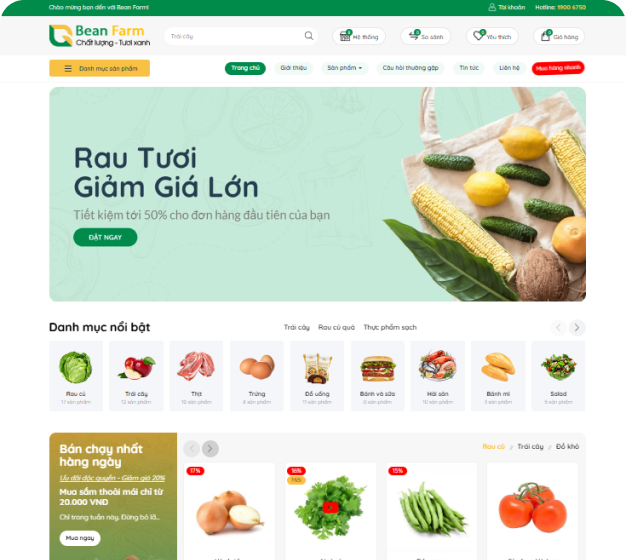 Chào mừng bạn đến với Bean Farm!
Tài khoản
Hotline: 1900 6750
Bean Farm
Chất lượng - Tươi xanh
Trái cây
Hệ thống
So sánh
Yêu thích
Giỏ hàng
Danh mục sản phẩm
Trang chủ
Giới thiệu
Sản phẩm
Câu hỏi thường gặp
Tin tức
Liên hệ
Mua hàng nhanh
Rau Tươi
Giảm Giá Lớn
Tiết kiệm tới 50% cho đơn hàng đầu tiên của bạn
ĐẶT NGAY
Danh mục nổi bật
Trái cây
Rau củ quả
Thực phẩm sạch
Rau củ
17 sản phẩm
Trái cây
12 sản phẩm
Thịt
10 sản phẩm
Trứng
6 sản phẩm
Đồ uống
11 sản phẩm
Bánh và sữa
0 sản phẩm
Hải sản
10 sản phẩm
Bánh mì
3 sản phẩm
Salad
5 sản phẩm
Bán chạy nhất
hàng ngày
Ưu đãi độc quyền - Giảm giá 20%
Mua sắm thoải mái chỉ từ
20.000 VNĐ
Chỉ trong tuần này. Đừng bỏ lỡ...
Mua ngay
Rau củ
Trái cây
Đồ khô
17%
16%
15%